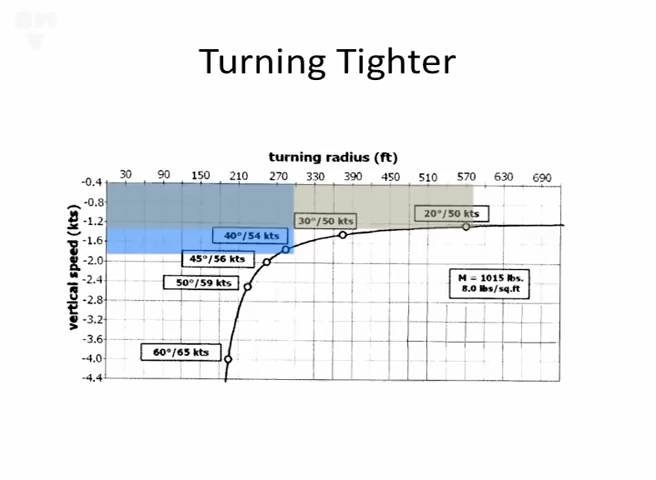 Turning Tighter
turning radius (ft)
30 90 150 210 270 330 390 450 510 570 630 690
vertical speed (kts)
-0.4
-0.8
-1.2
-1.6
-2.0
-2.4
-2.8
-3.2
-3.6
-4.0
-4.4
20°/50 kts
30°/50 kts
40°/54 kts
45°/56 kts
50°/59 kts
60°/65 kts
M = 1015 lbs.
8.0 lbs/sq.ft